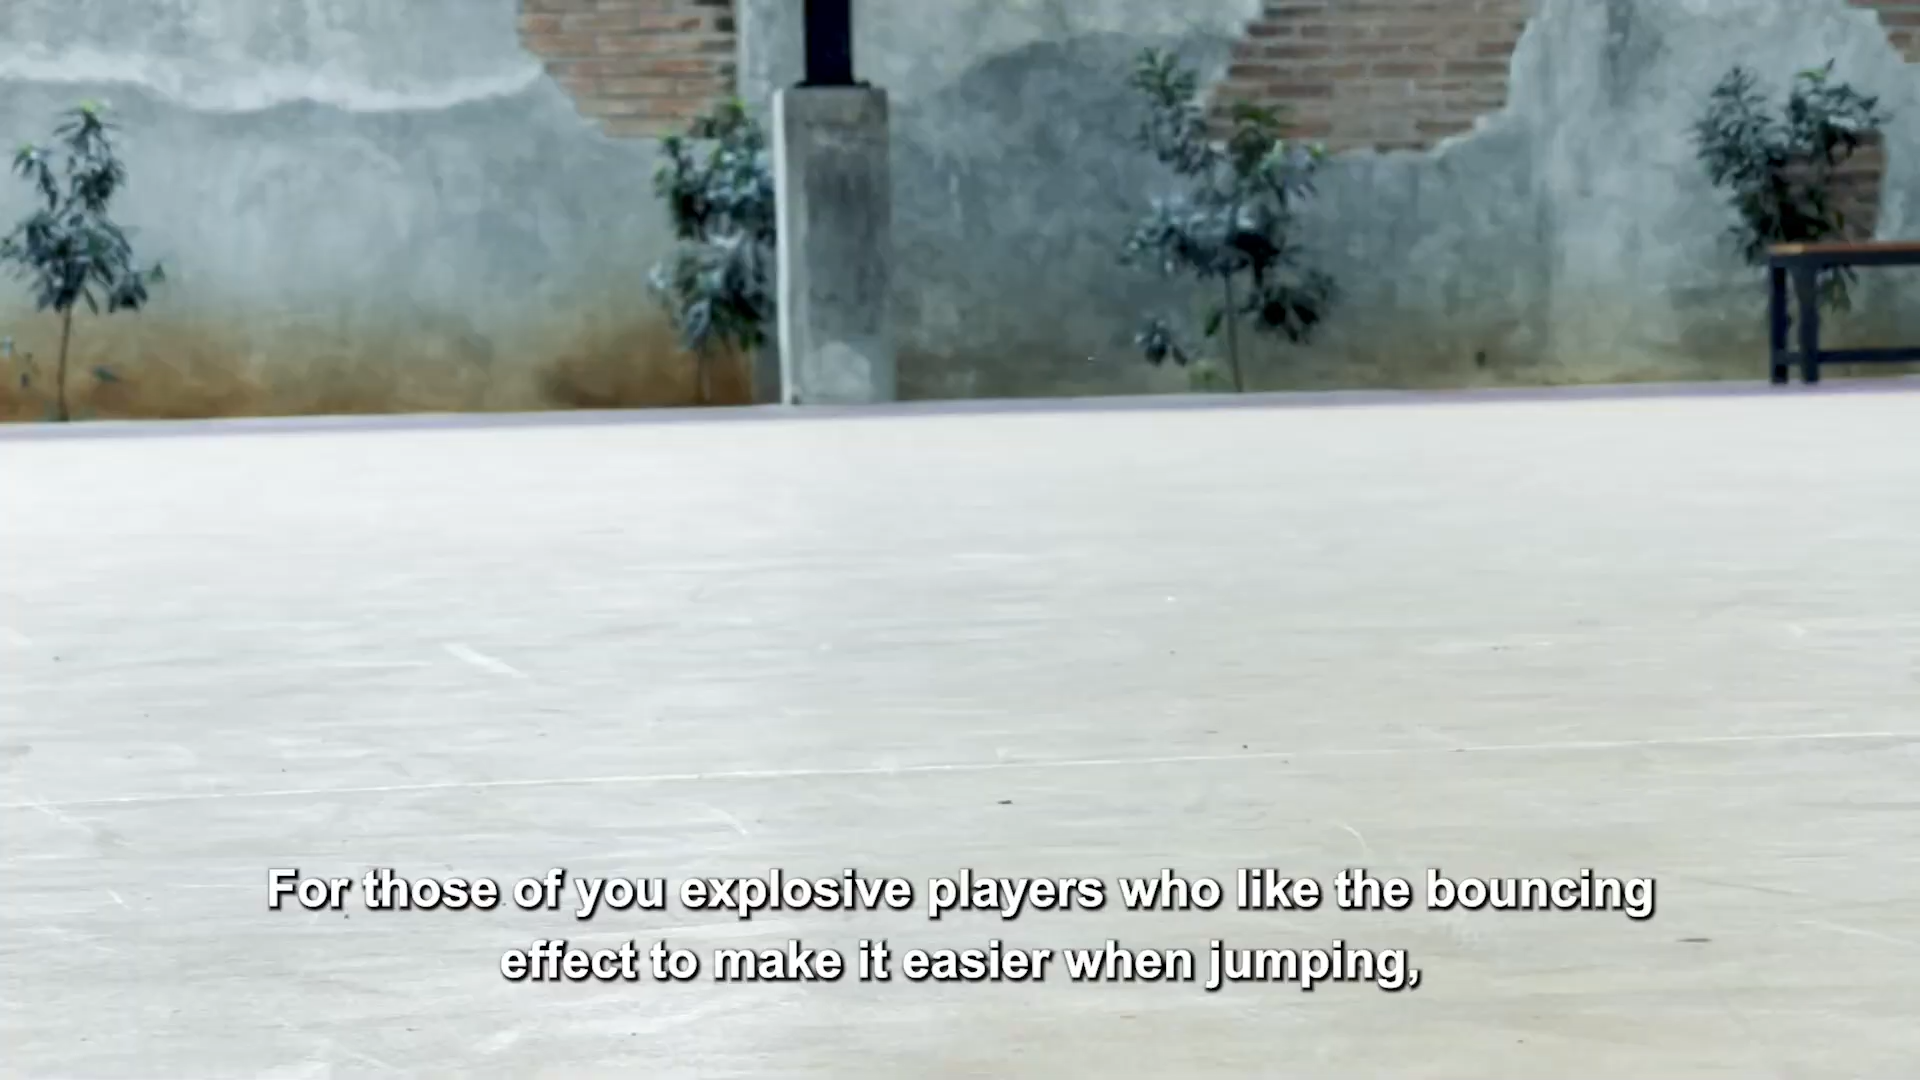 For those of you explosive players who like the bouncing
effect to make it easier when jumping,